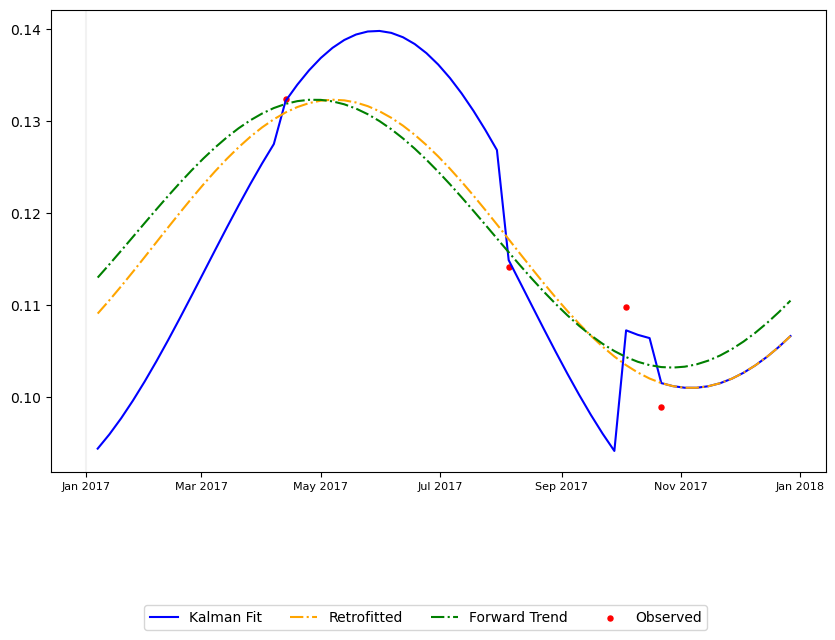 0.14
0.13
0.12
0.11
0.10
Jan 2017 Mar 2017 May 2017 Jul 2017 Sep 2017 Nov 2017 Jan 2018
Kalman Fit Retrofitted Forward Trend Observed